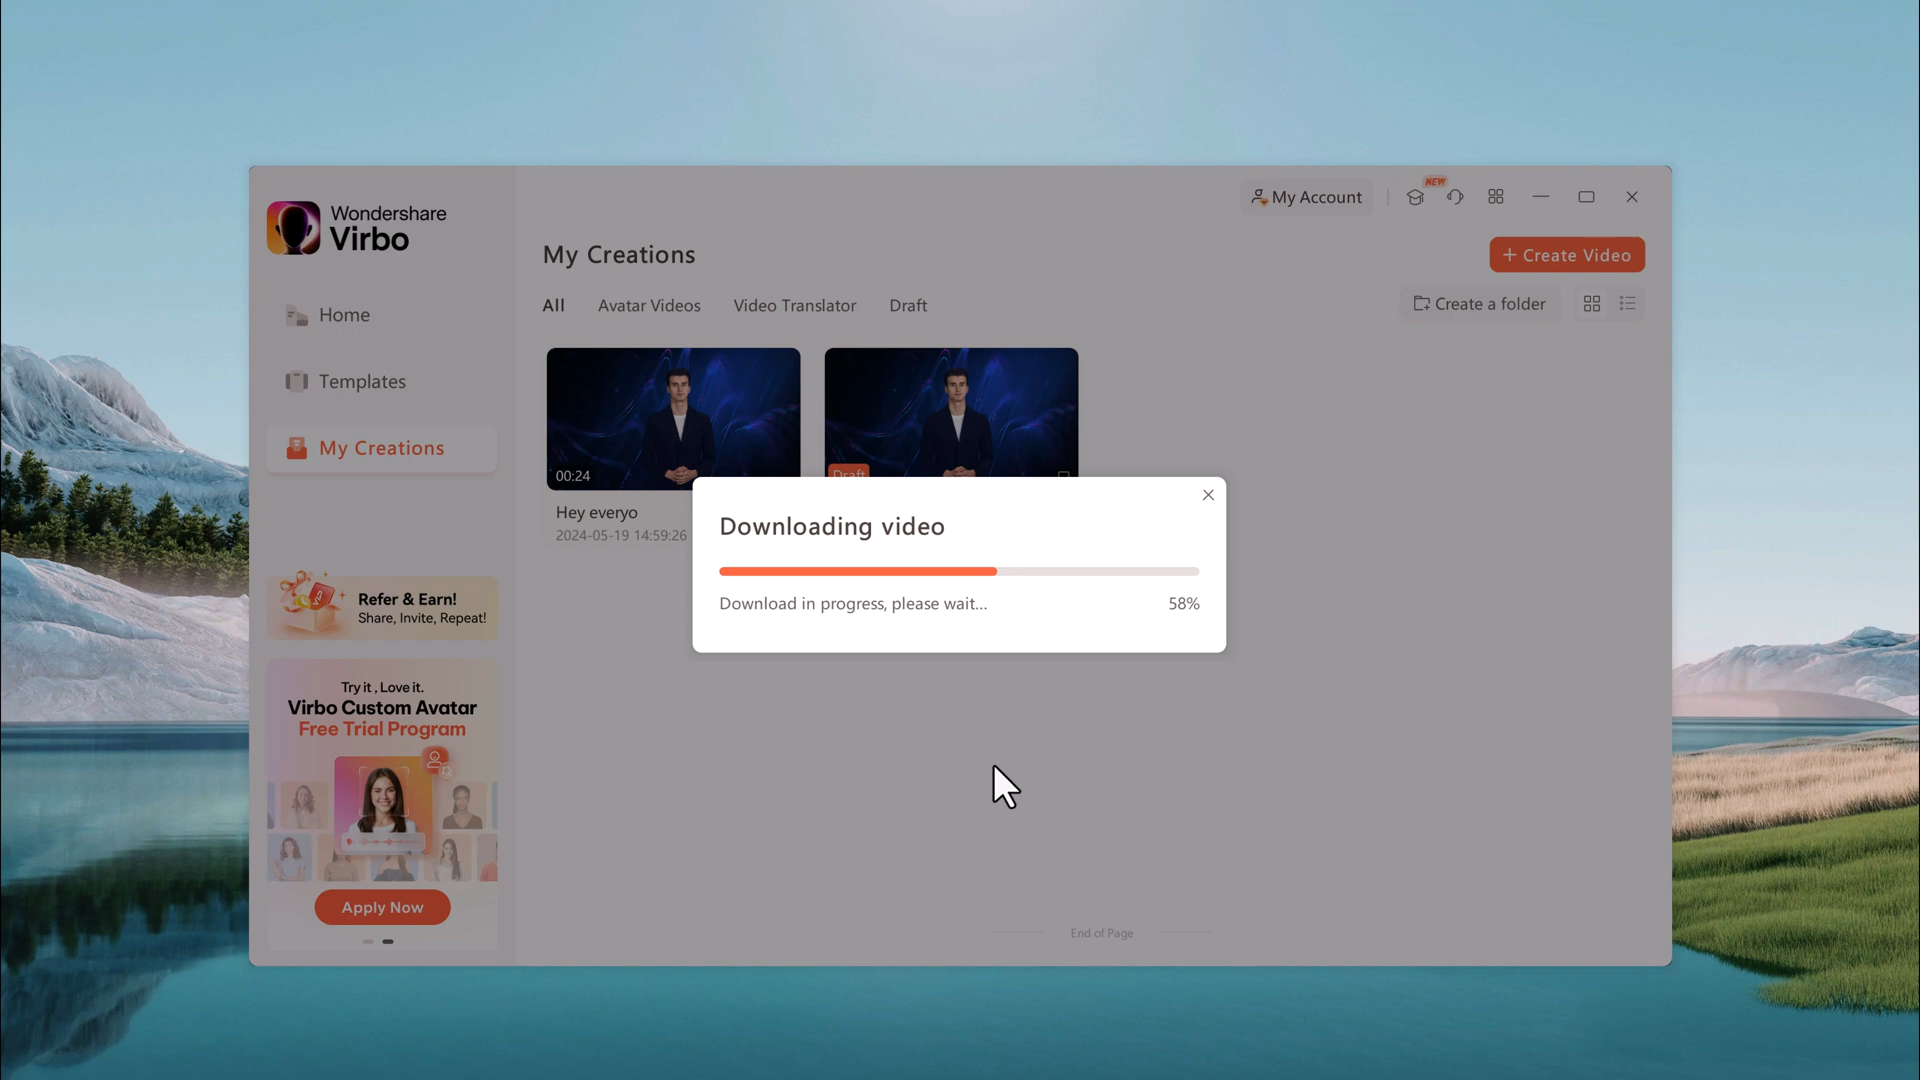 Wondershare
Virbo
My Account
NEW
My Creations
+ Create Video
Home
All
Avatar Videos
Video Translator
Draft
Create a folder
Templates
My Creations
00:24
Draft
Hey everyo
2024-05-19 14:59:26
Downloading video
Download in progress, please wait...
58%
Refer & Earn!
Share, Invite, Repeat!
Try it , Love it.
Virbo Custom Avatar
Free Trial Program
Apply Now
End of Page